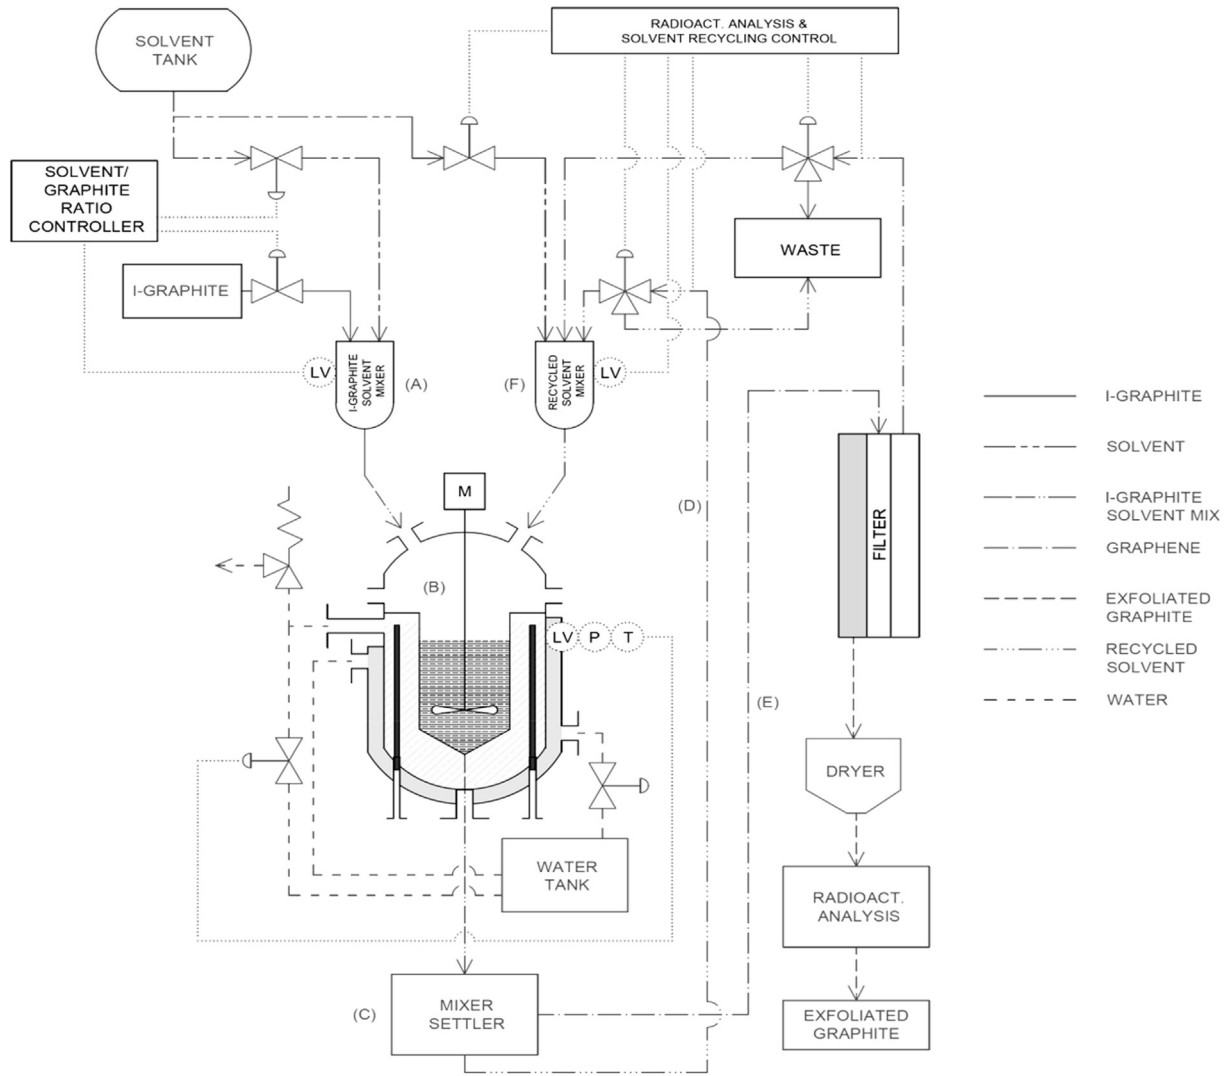 SOLVENT
TANK
RADIOACT. ANALYSIS &
SOLVENT RECYCLING CONTROL
SOLVENT/
GRAPHITE
RATIO
CONTROLLER
I-GRAPHITE
WASTE
LV
I-GRAPHITE
SOLVENT
MIXER
(A)
(F)
RECYCLED
SOLVENT
MIXER
LV
M
(D)
(B)
LV
P
T
(E)
FILTER
DRYER
WATER
TANK
RADIOACT.
ANALYSIS
(C)
MIXER
SETTLER
EXFOLIATED
GRAPHITE
I-GRAPHITE
SOLVENT
I-GRAPHITE
SOLVENT MIX
GRAPHENE
EXFOLIATED
GRAPHITE
RECYCLED
SOLVENT
WATER